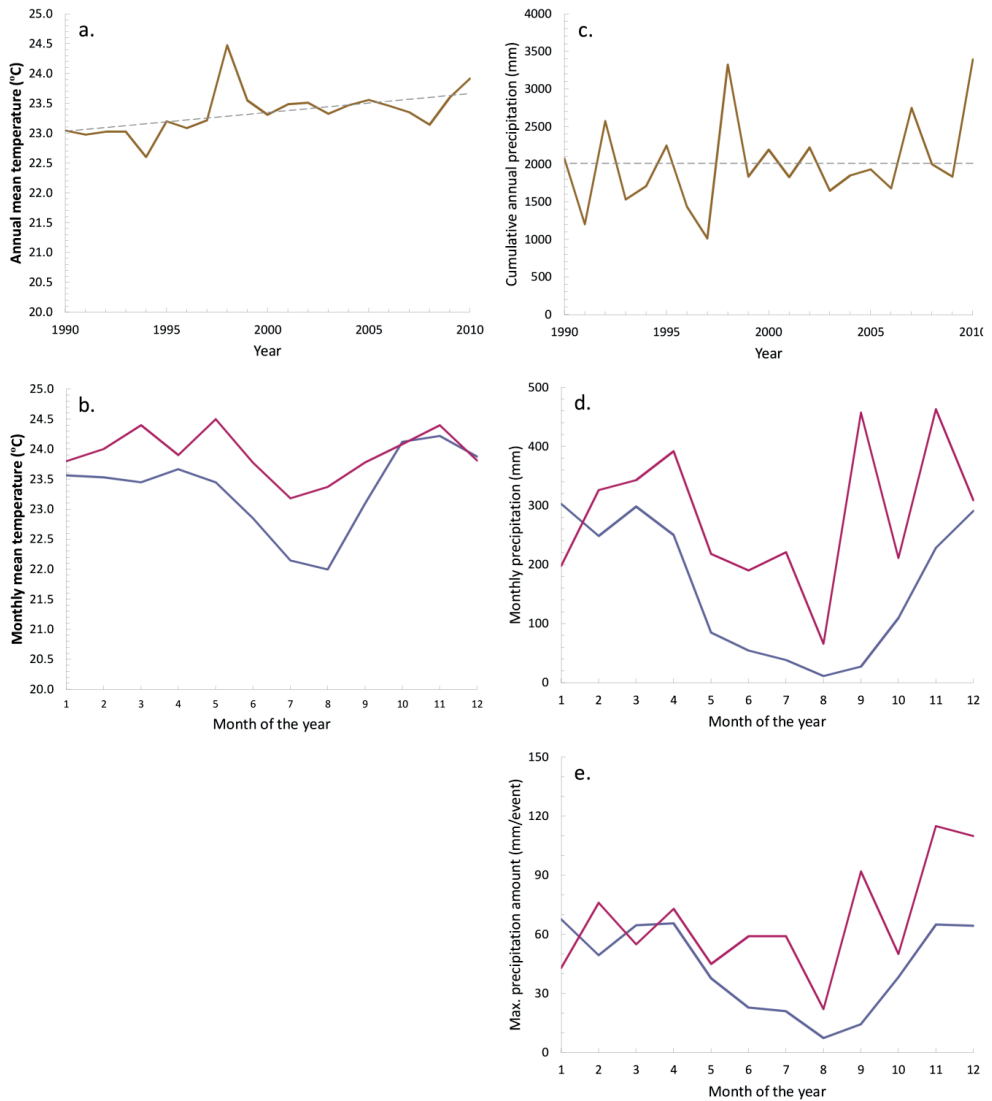 a.
Annual mean temperature (°C)
25.0
24.5
24.0
23.5
23.0
22.5
22.0
21.5
21.0
20.5
20.0
1990 1995 2000 2005 2010
Year
c.
Cumulative annual precipitation (mm)
4000
3500
3000
2500
2000
1500
1000
500
0
1990 1995 2000 2005 2010
Year
b.
Monthly mean temperature (°C)
25.0
24.5
24.0
23.5
23.0
22.5
22.0
21.5
21.0
20.5
20.0
1 2 3 4 5 6 7 8 9 10 11 12
Month of the year
d.
Monthly precipitation (mm)
500
400
300
200
100
0
1 2 3 4 5 6 7 8 9 10 11 12
Month of the year
e.
Max. precipitation amount (mm/event)
150
120
90
60
30
0
1 2 3 4 5 6 7 8 9 10 11 12
Month of the year